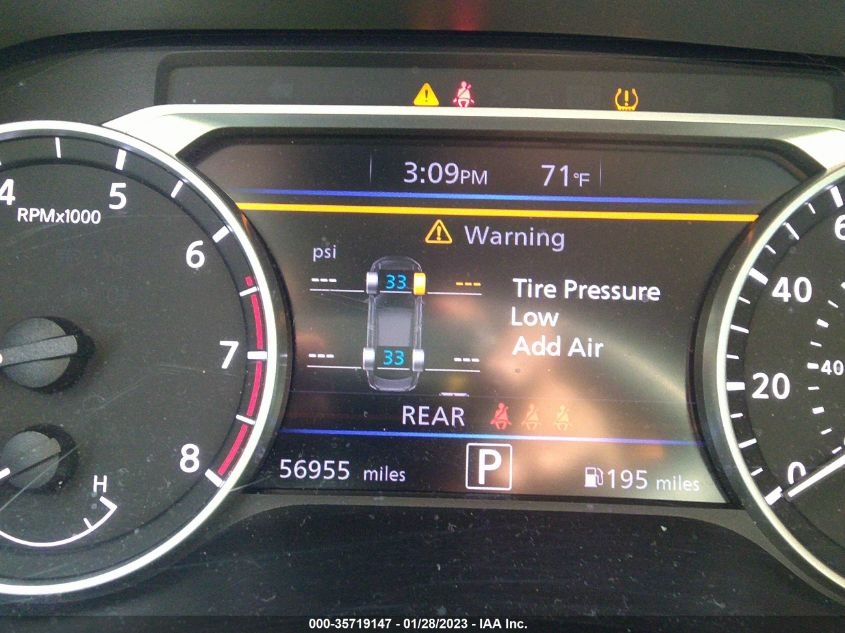 3:09PM 71°F
4 5 6 7 8
RPMx1000
H
Warning
psi
--- 33 ---
Tire Pressure
Low
Add Air
--- 33 ---
REAR
56955 miles P 195 miles
40
20
0
40
000-35719147 - 01/28/2023 - IAA Inc.